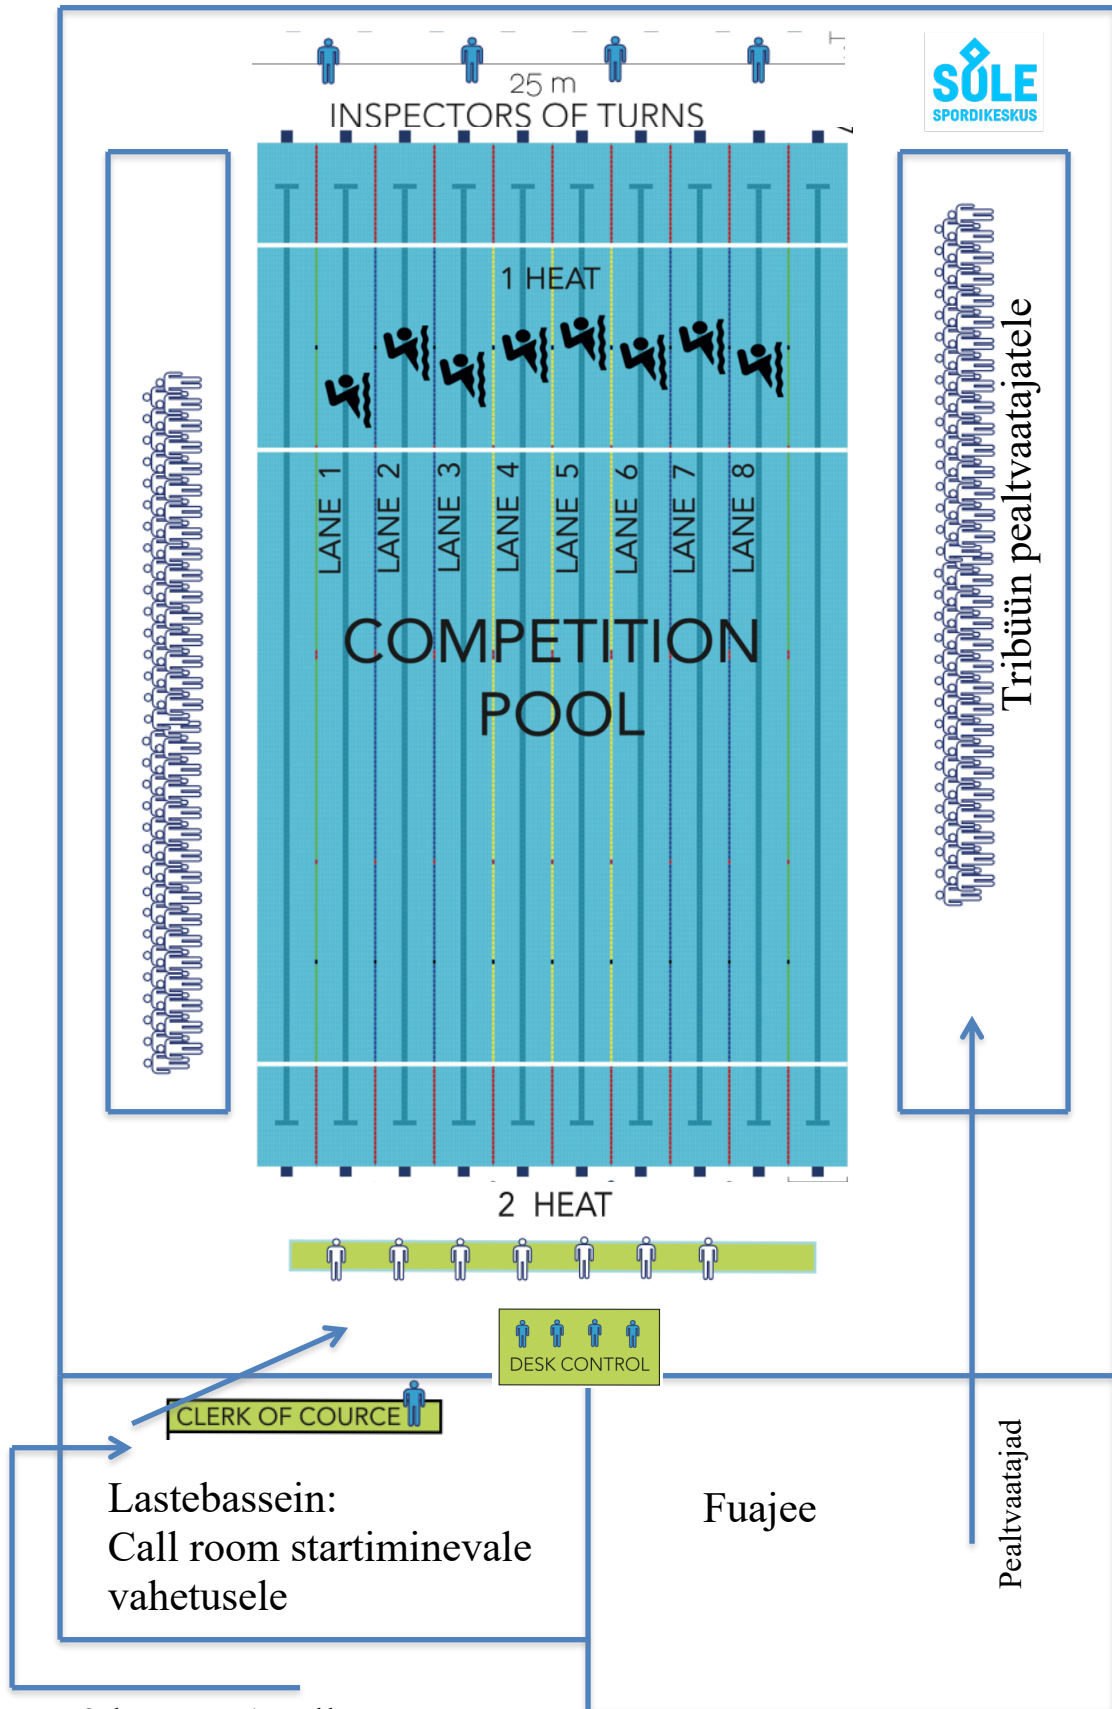 SÕLE
SPORDIKESKUS
25 m
INSPECTORS OF TURNS
1 HEAT
LANE 1
LANE 2
LANE 3
LANE 4
LANE 5
LANE 6
LANE 7
LANE 8
COMPETITION
POOL
Tribüün pealtvaatajatele
2 HEAT
DESK CONTROL
CLERK OF COURCE
Lastebassein:
Call room startiminevale
vahetusele
Fuajee
Pealtvaatajad